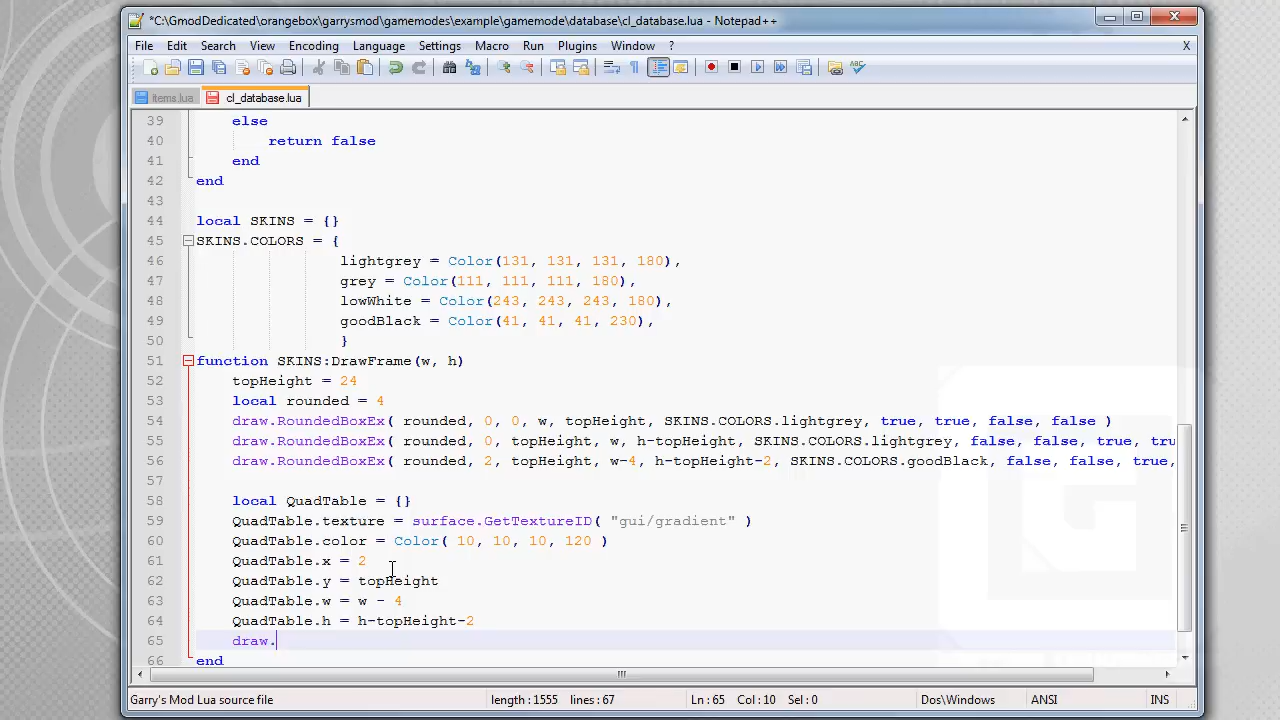 *C:\GmodDedicated\orangebox\garrysmod\gamemodes\example\gamemode\database\cl_database.lua - Notepad++
File Edit Search View Encoding Language Settings Macro Run Plugins Window ? X
items.lua cl_database.lua
39 else
40 return false
41 end
42 end
43
44 local SKINS = {}
45 SKINS.COLORS = {
46 lightgrey = Color(131, 131, 131, 180),
47 grey = Color(111, 111, 111, 180),
48 lowWhite = Color(243, 243, 243, 180),
49 goodBlack = Color(41, 41, 41, 230),
50 }
51 function SKINS:DrawFrame(w, h)
52 topHeight = 24
53 local rounded = 4
54 draw.RoundedBoxEx( rounded, 0, 0, w, topHeight, SKINS.COLORS.lightgrey, true, true, false, false )
55 draw.RoundedBoxEx( rounded, 0, topHeight, w, h-topHeight, SKINS.COLORS.lightgrey, false, false, true, tru
56 draw.RoundedBoxEx( rounded, 2, topHeight, w-4, h-topHeight-2, SKINS.COLORS.goodBlack, false, false, true,
57
58 local QuadTable = {}
59 QuadTable.texture = surface.GetTextureID( "gui/gradient" )
60 QuadTable.color = Color( 10, 10, 10, 120 )
61 QuadTable.x = 2
62 QuadTable.y = topHeight
63 QuadTable.w = w - 4
64 QuadTable.h = h-topHeight-2
65 draw.
66 end
Garry's Mod Lua source file length:1555 lines:67 Ln:65 Col:10 Sel:0 Dos\Windows ANSI INS